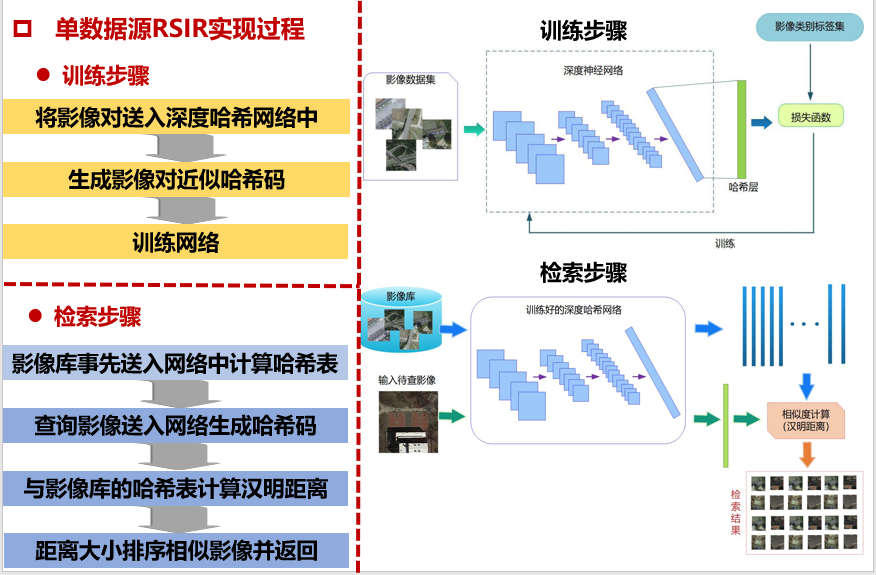 单数据源RSIR实现过程
训练步骤
将影像对送入深度哈希网络中
生成影像对近似哈希码
训练网络
检索步骤
影像库事先送入网络中计算哈希表
查询影像送入网络生成哈希码
与影像库的哈希表计算汉明距离
距离大小排序相似影像并返回
训练步骤
影像类别标签集
影像数据集
深度神经网络
损失函数
哈希层
训练
检索步骤
影像库
训练好的深度哈希网络
输入待查影像
相似度计算
(汉明距离)
检索结果